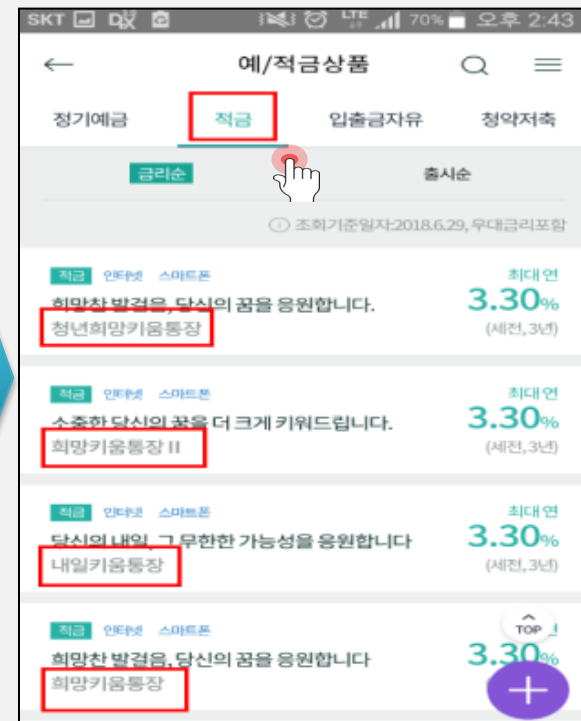 SKT LTE 70% 오후 2:43
예/적금상품
정기예금 적금 입출금자유 청약저축
금리순 출시순
조회기준일자:2018.6.29, 우대금리포함
적금 인터넷 스마트폰 최대 연
희망찬 발걸음, 당신의 꿈을 응원합니다. 3.30%
청년희망키움통장 (세전, 3년)
적금 인터넷 스마트폰 최대 연
소중한 당신의 꿈을 더 크게 키워드립니다. 3.30%
희망키움통장 II (세전, 3년)
적금 인터넷 스마트폰 최대 연
당신의 내일, 그 무한한 가능성을 응원합니다 3.30%
내일키움통장 (세전, 3년)
적금 인터넷 스마트폰 TOP
희망찬 발걸음, 당신의 꿈을 응원합니다 3.30%
희망키움통장